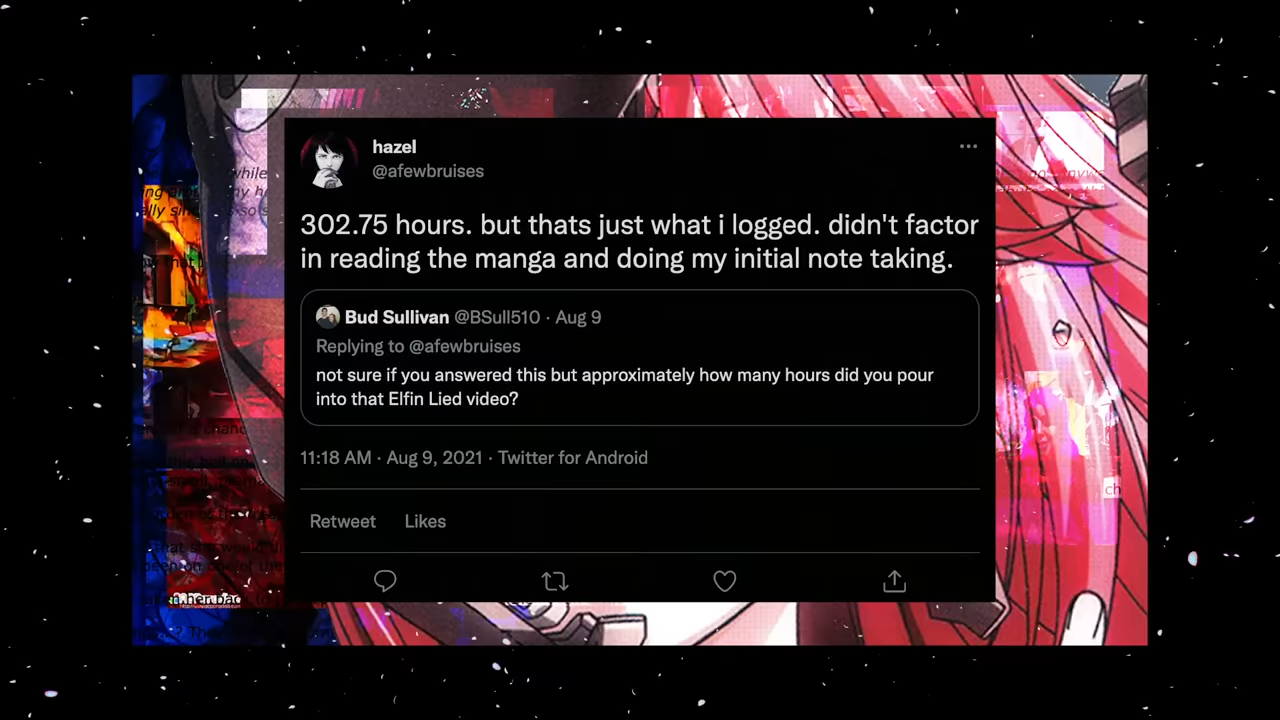 hazel
@afewbruises
302.75 hours. but thats just what i logged. didn't factor
in reading the manga and doing my initial note taking.
Bud Sullivan @BSull510 · Aug 9
Replying to @afewbruises
not sure if you answered this but approximately how many hours did you pour
into that Elfin Lied video?
11:18 AM · Aug 9, 2021 · Twitter for Android
Retweet Likes
while
ch